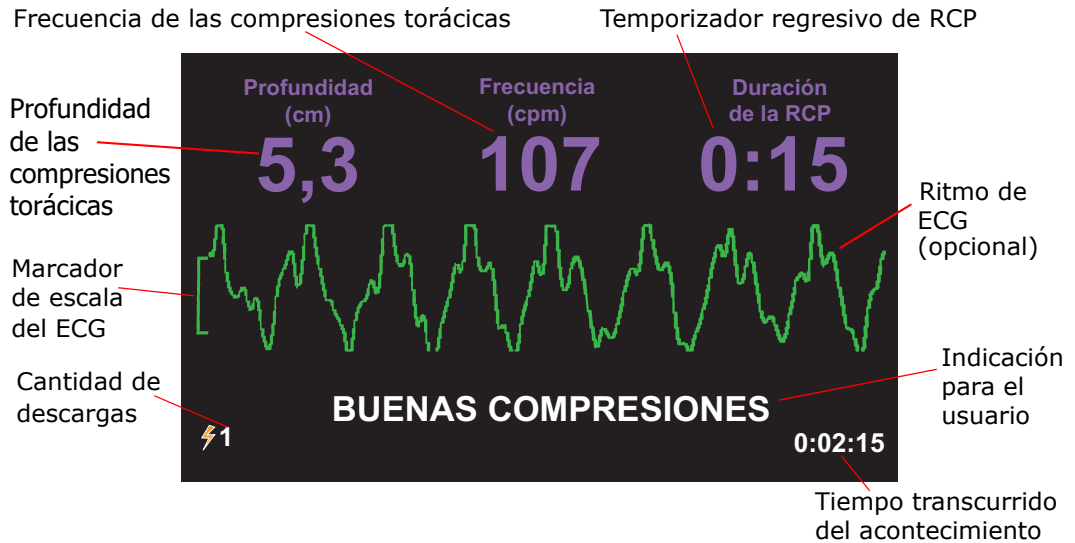 Frecuencia de las compresiones torácicas
Temporizador regresivo de RCP
Profundidad
de las
compresiones
torácicas
Profundidad
(cm)
5,3
Frecuencia
(cpm)
107
Duración
de la RCP
0:15
Ritmo de
ECG
(opcional)
Marcador
de escala
del ECG
Cantidad de
descargas
1
BUENAS COMPRESIONES
0:02:15
Indicación
para el
usuario
Tiempo transcurrido
del acontecimiento